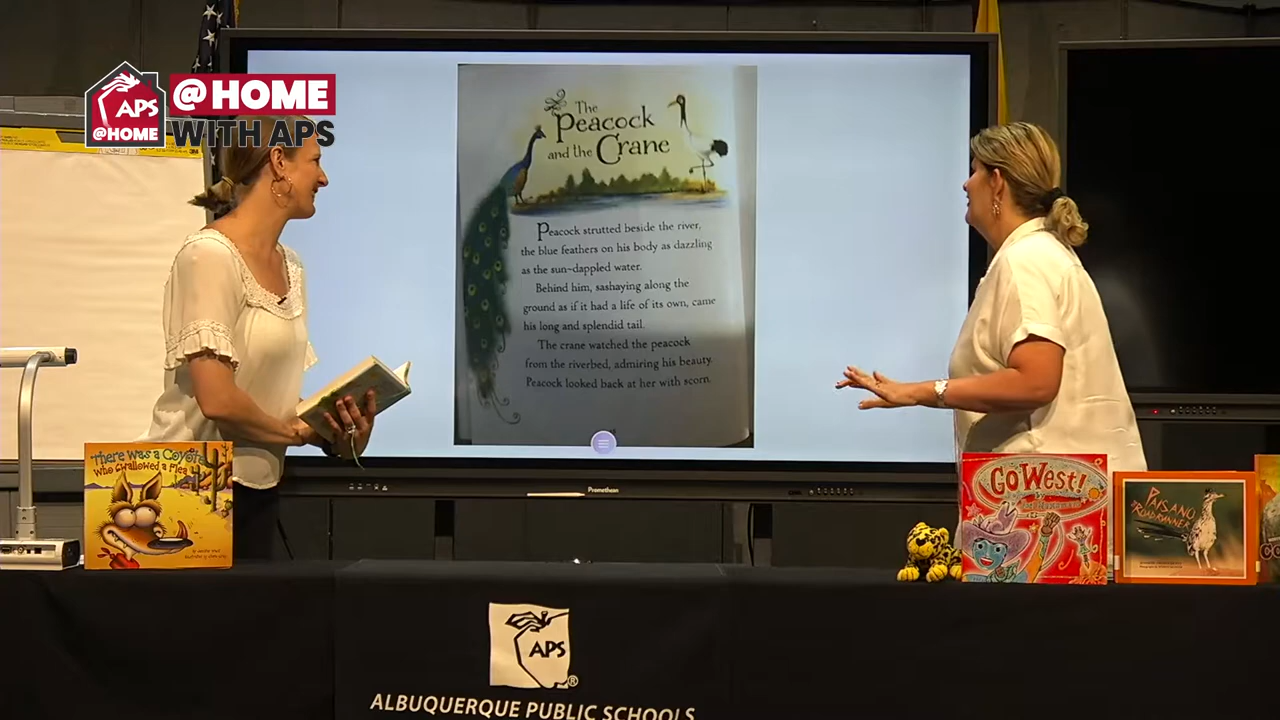 APS
@HOME
@HOME
WITH APS
The
Peacock
and the Crane
Peacock strutted beside the river,
the blue feathers on his body as dazzling
as the sun-dappled water.
Behind him, sashaying along the
ground as if it had a life of its own, came
his long and splendid tail.
The crane watched the peacock
from the riverbed, admiring his beauty.
Peacock looked back at her with scorn.
Promethean
There was a Coyote
Who Swallowed a Flea
Go West!
PAISANO
ROADRUNNER
CO
APS
®
ALBUQUERQUE PUBLIC SCHOOLS